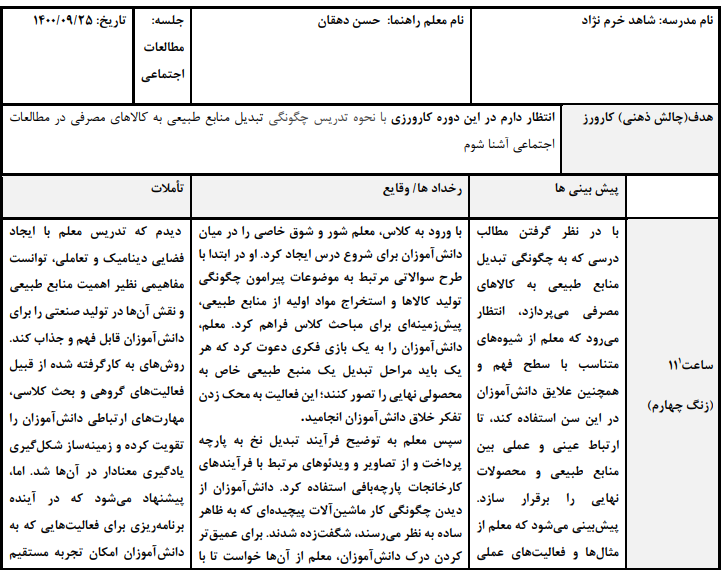 نام مدرسه: شاهد خرم نژاد
نام معلم راهنما: حسن دهقان
جلسه:
مطالعات
اجتماعی
تاریخ: ۱۴۰۰/۰۹/۲۵
هدف(چالش ذهنی) کارورز
انتظار دارم در این دوره کارورزی با نحوه تدریس چگونگی تبدیل منابع طبیعی به کالاهای مصرفی در مطالعات
اجتماعی آشنا شوم
پیش بینی ها
رخداد ها/ وقایع
تأملات
ساعت۱۱¹
(زنگ چهارم)
با در نظر گرفتن مطالب
درسی که به چگونگی تبدیل
منابع طبیعی به کالاهای
مصرفی می‌پردازد، انتظار
می‌رود که معلم از شیوه‌های
متناسب با سطح فهم و
همچنین علایق دانش‌آموزان
در این سن استفاده کند، تا
ارتباط عینی و عملی بین
منابع طبیعی و محصولات
نهایی را برقرار سازد.
پیش‌بینی می‌شود که معلم از
مثال‌ها و فعالیت‌های عملی
با ورود به کلاس، معلم شور و شوق خاصی را در میان
دانش‌آموزان برای شروع درس ایجاد کرد. او در ابتدا با
طرح سوالاتی مرتبط به موضوعات پیرامون چگونگی
تولید کالاها و استخراج مواد اولیه از منابع طبیعی،
پیش‌زمینه‌ای برای مباحث کلاس فراهم کرد. معلم،
دانش‌آموزان را به یک بازی فکری دعوت کرد که هر
یک باید مراحل تبدیل یک منبع طبیعی خاص به
محصولی نهایی را تصور کنند؛ این فعالیت به محک زدن
تفکر خلاق دانش‌آموزان انجامید.
سپس معلم به توضیح فرآیند تبدیل نخ به پارچه
پرداخت و از تصاویر و ویدئوهای مرتبط با فرآیندهای
کارخانجات پارچه‌بافی استفاده کرد. دانش‌آموزان از
دیدن چگونگی کار ماشین‌آلات پیچیده‌ای که به ظاهر
ساده به نظر می‌رسند، شگفت‌زده شدند. برای عمیق‌تر
کردن درک دانش‌آموزان، معلم از آن‌ها خواست تا با
دیدم که تدریس معلم با ایجاد
فضایی دینامیک و تعاملی، توانست
مفاهیمی نظیر اهمیت منابع طبیعی
و نقش آن‌ها در تولید صنعتی را برای
دانش‌آموزان قابل فهم و جذاب کند.
روش‌های به کارگرفته شده از قبیل
فعالیت‌های گروهی و بحث کلاسی،
مهارت‌های ارتباطی دانش‌آموزان را
تقویت کرده و زمینه‌ساز شکل‌گیری
یادگیری معنادار در آن‌ها شد. اما،
پیشنهاد می‌شود که در آینده
برنامه‌ریزی برای فعالیت‌هایی که به
دانش‌آموزان امکان تجربه مستقیم